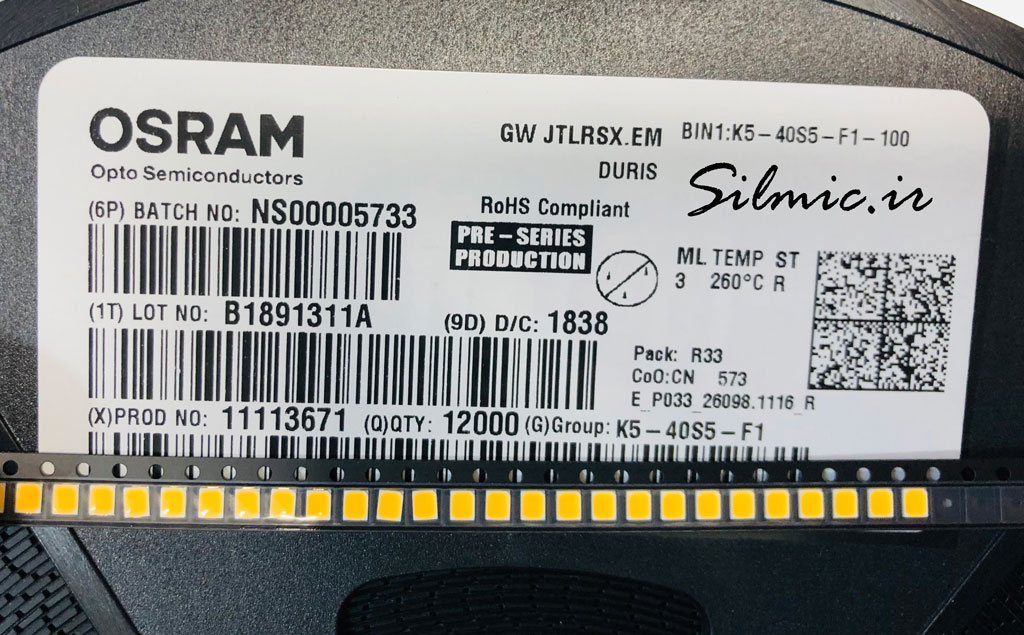 OSRAM
Opto Semiconductors
GW JTLRSX.EM
BIN1:K5-40S5-F1-100
DURIS
Silmic.ir
(6P) BATCH NO: NS00005733
RoHS Compliant
PRE-SERIES
PRODUCTION
ML TEMP ST
3 260°C R
(1T) LOT NO: B1891311A
(9D) D/C: 1838
Pack: R33
CoO:CN 573
E_P033_26098.1116_R
(X)PROD NO: 11113671 (Q)QTY: 12000 (G)Group: K5-40S5-F1